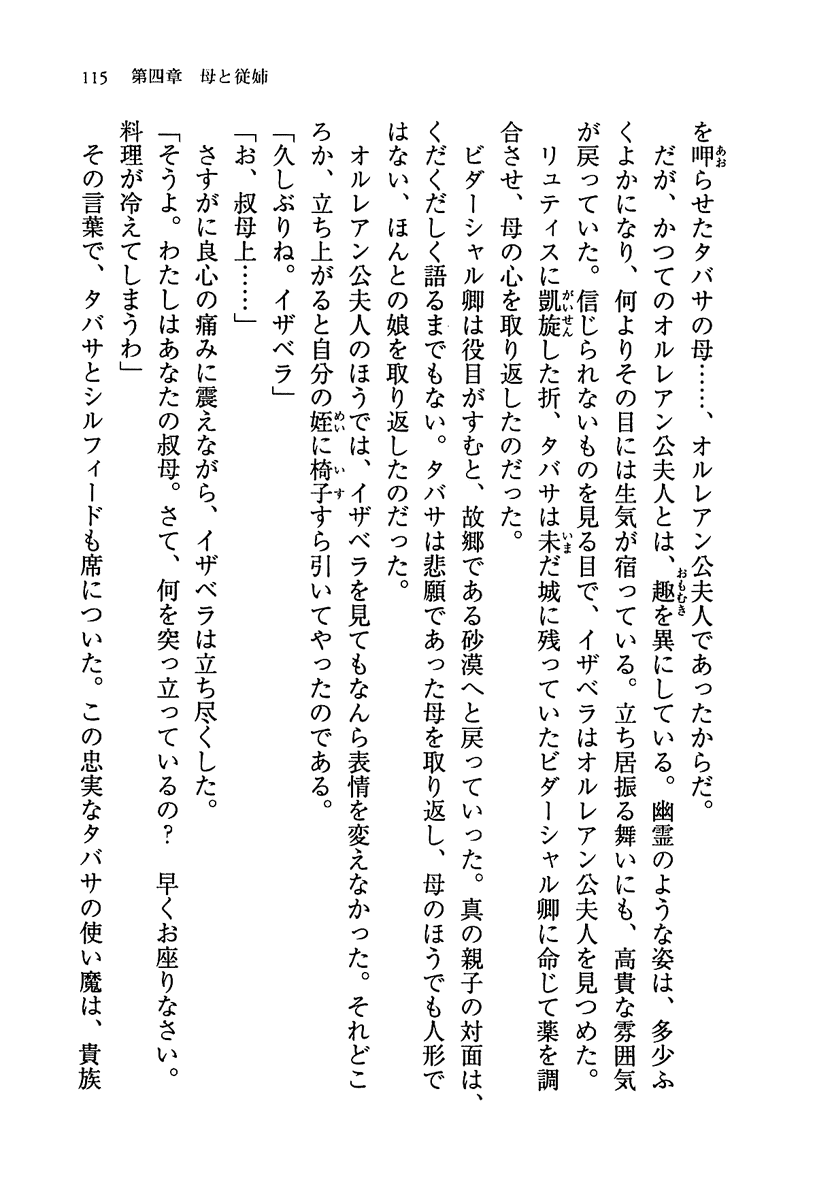 115　第四章　母と従姉
を呷らせたタバサの母……、オルレアン公夫人であったからだ。
　だが、かつてのオルレアン公夫人とは、趣を異にしている。幽霊のような姿は、多少ふ
くよかになり、何よりその目には生気が宿っている。立ち居振る舞いにも、高貴な雰囲気
が戻っていた。信じられないものを見る目で、イザベラはオルレアン公夫人を見つめた。
　リュティスに凱旋した折、タバサは未だ城に残っていたビダーシャル卿に命じて薬を調
合させ、母の心を取り返したのだった。
　ビダーシャル卿は役目がすむと、故郷である砂漠へと戻っていった。真の親子の対面は、
くだくだしく語るまでもない。タバサは悲願であった母を取り返し、母のほうでも人形で
はない、ほんとの娘を取り返したのだった。
　オルレアン公夫人のほうでは、イザベラを見てもなんら表情を変えなかった。それどこ
ろか、立ち上がると自分の姪に椅子すら引いてやったのである。
「久しぶりね。イザベラ」
「お、叔母上……」
　さすがに良心の痛みに震えながら、イザベラは立ち尽くした。
「そうよ。わたしはあなたの叔母。さて、何を突っ立っているの？　早くお座りなさい。
料理が冷えてしまうわ」
　その言葉で、タバサとシルフィードも席についた。この忠実なタバサの使い魔は、貴族